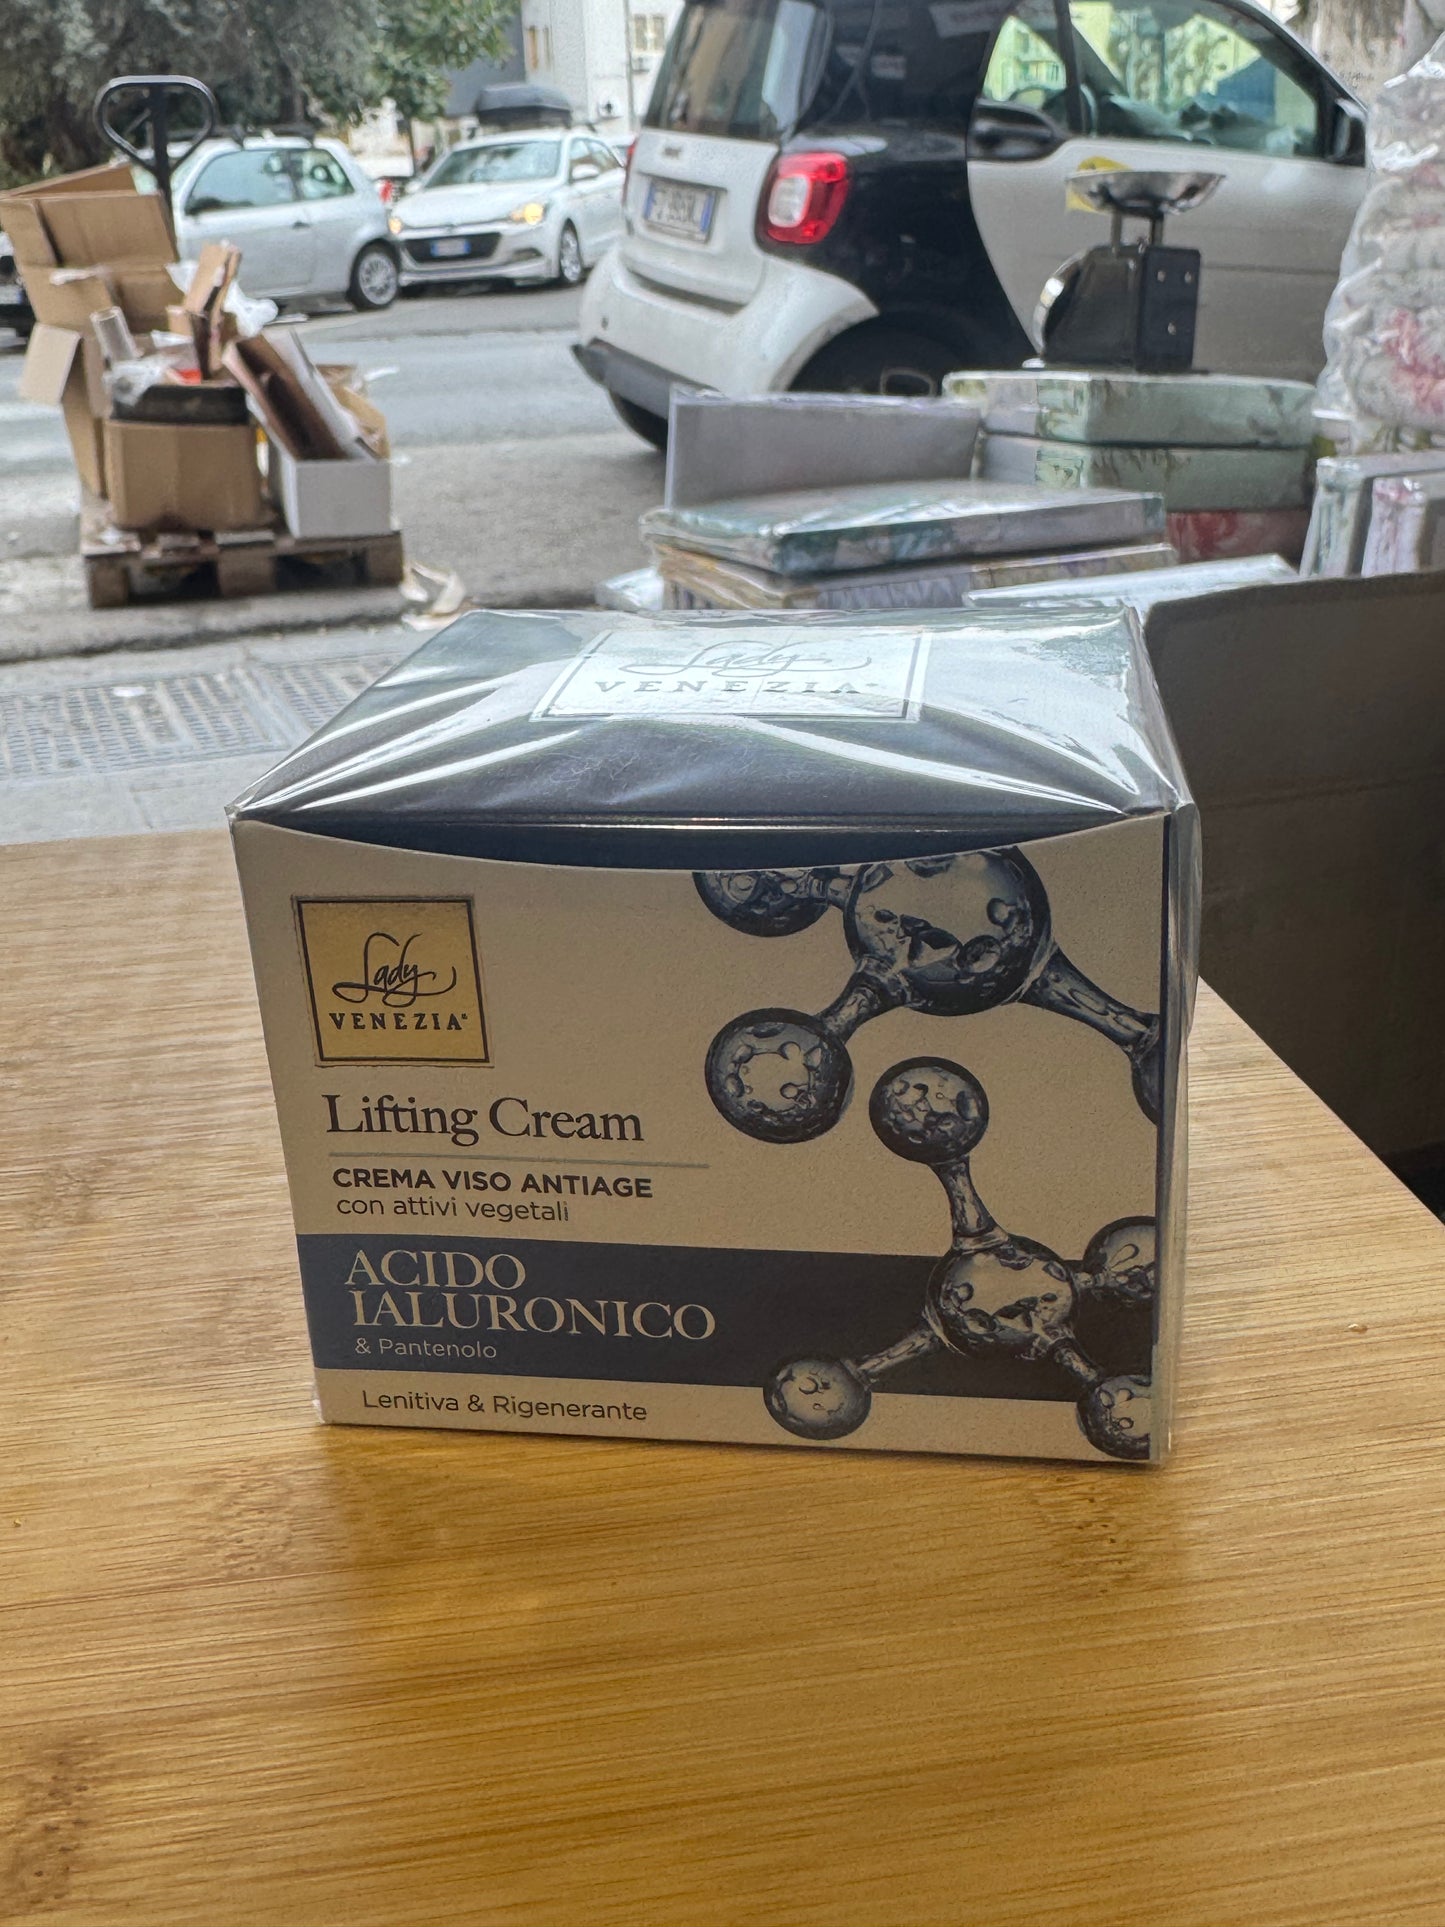 Lady
VENEZIA®
Lady
VENEZIA®
Lifting Cream
CREMA VISO ANTIAGE
con attivi vegetali
ACIDO
IALURONICO
& Pantenolo
Lenitiva & Rigenerante